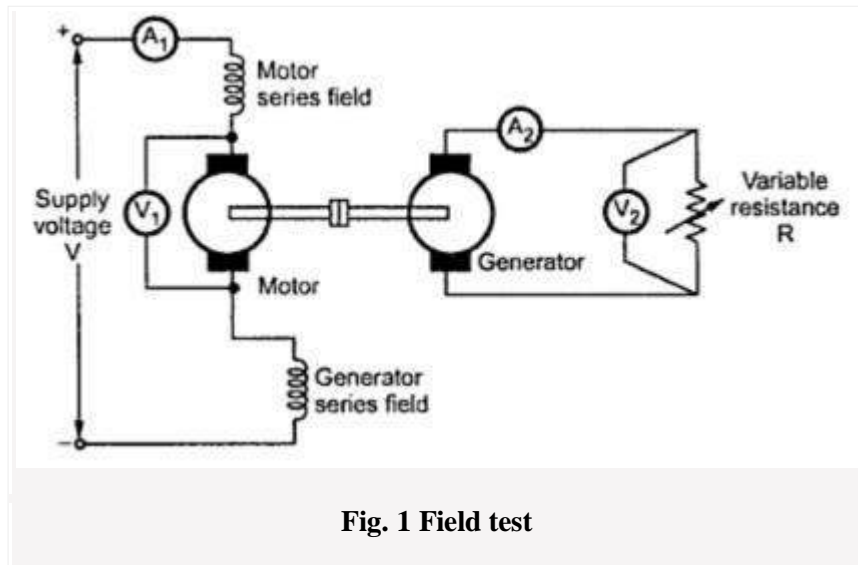 +
A1
Motor
series field
A2
Supply
voltage
V
V1
V2
Variable
resistance
R
Generator
Motor
Generator
series field
−
Fig. 1 Field test